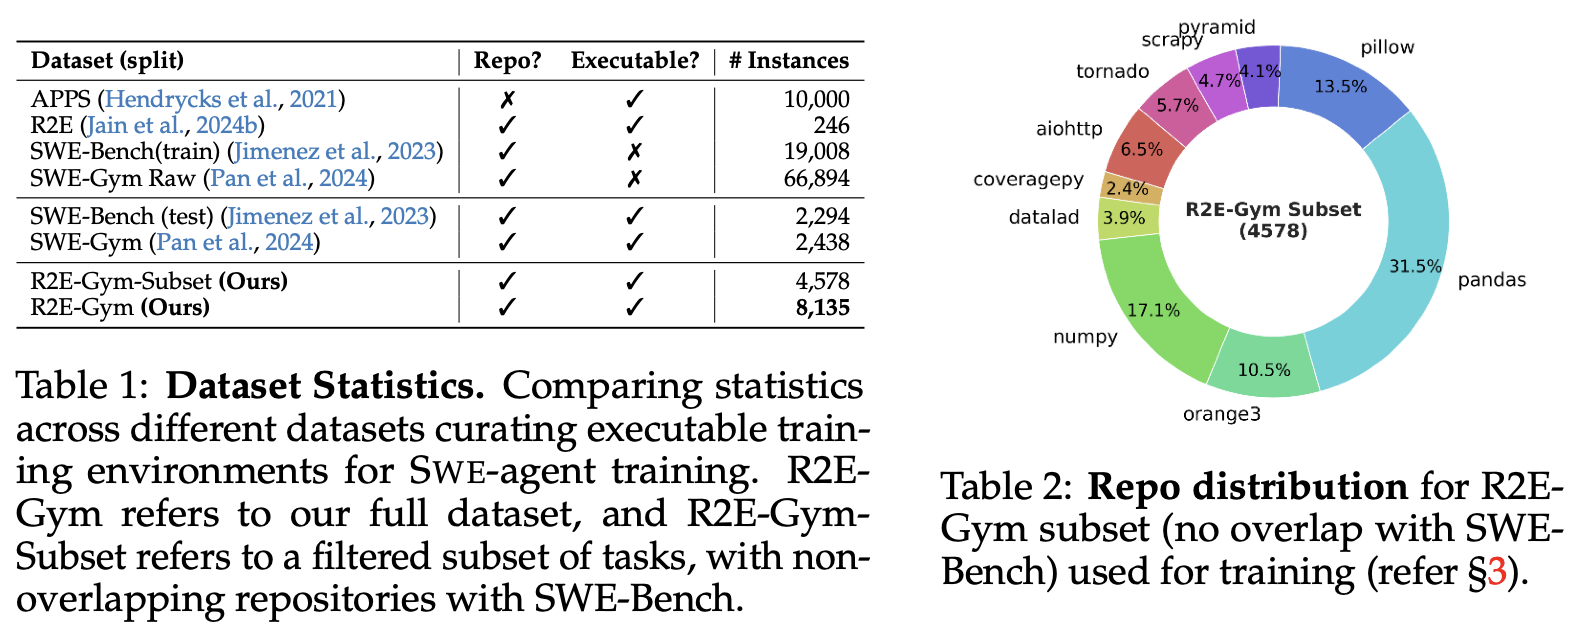 Dataset (split) Repo? Executable? # Instances
APPS (Hendrycks et al., 2021) ✗ ✓ 10,000
R2E (Jain et al., 2024b) ✓ ✓ 246
SWE-Bench(train) (Jimenez et al., 2023) ✓ ✗ 19,008
SWE-Gym Raw (Pan et al., 2024) ✓ ✗ 66,894
SWE-Bench (test) (Jimenez et al., 2023) ✓ ✓ 2,294
SWE-Gym (Pan et al., 2024) ✓ ✓ 2,438
R2E-Gym-Subset (Ours) ✓ ✓ 4,578
R2E-Gym (Ours) ✓ ✓ 8,135
Table 1: Dataset Statistics. Comparing statistics
across different datasets curating executable train-
ing environments for SWE-agent training. R2E-
Gym refers to our full dataset, and R2E-Gym-
Subset refers to a filtered subset of tasks, with non-
overlapping repositories with SWE-Bench.
pyramid
4.1%
scrapy
4.7%
tornado
5.7%
aiohttp
6.5%
coveragepy
2.4%
datalad
3.9%
numpy
17.1%
orange3
10.5%
pandas
31.5%
pillow
13.5%
R2E-Gym Subset
(4578)
Table 2: Repo distribution for R2E-
Gym subset (no overlap with SWE-
Bench) used for training (refer §3).